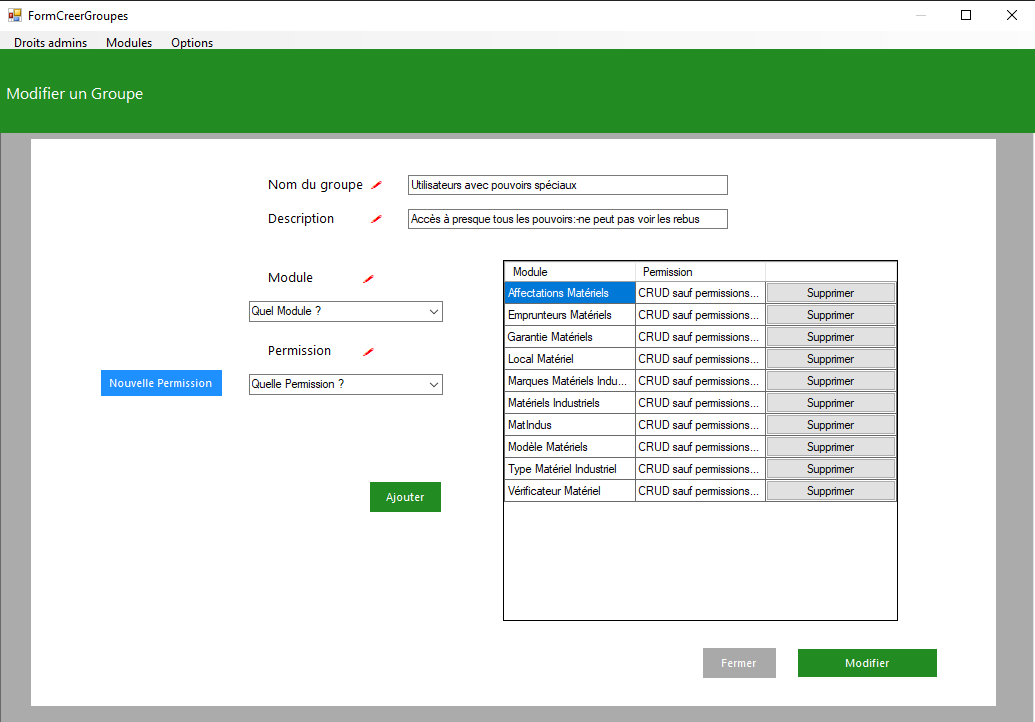 FormCreerGroupes
Droits admins Modules Options
Modifier un Groupe
Nom du groupe Utilisateurs avec pouvoirs spéciaux
Description Accès à presque tous les pouvoirs:-ne peut pas voir les rebus
Module
Quel Module ?
Permission
Nouvelle Permission Quelle Permission ?
Ajouter
Module Permission
Affectations Matériels CRUD sauf permissions... Supprimer
Emprunteurs Matériels CRUD sauf permissions... Supprimer
Garantie Matériels CRUD sauf permissions... Supprimer
Local Matériel CRUD sauf permissions... Supprimer
Marques Matériels Indu... CRUD sauf permissions... Supprimer
Matériels Industriels CRUD sauf permissions... Supprimer
MatIndus CRUD sauf permissions... Supprimer
Modèle Matériels CRUD sauf permissions... Supprimer
Type Matériel Industriel CRUD sauf permissions... Supprimer
Vérificateur Matériel CRUD sauf permissions... Supprimer
Fermer Modifier